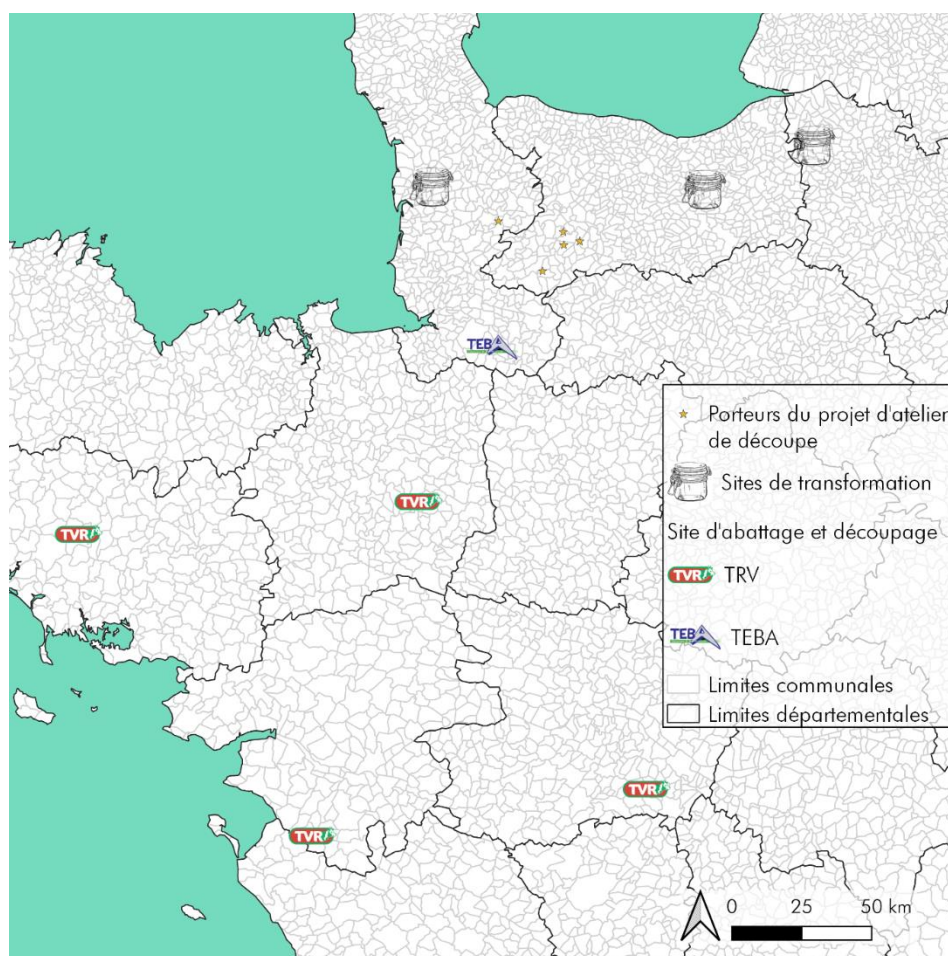 TEBA
TVR
TVR
TVR
TVR
Porteurs du projet d'atelier
de découpe
Sites de transformation
Site d'abattage et découpage
TVR TRV
TEBA TEBA
Limites communales
Limites départementales
0 25 50 km